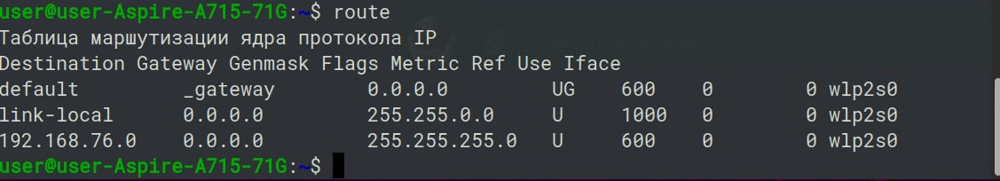 user@user-Aspire-A715-71G:~$ route
Таблица маршутизации ядра протокола IP
Destination Gateway Genmask Flags Metric Ref Use Iface
default _gateway 0.0.0.0 UG 600 0 0 wlp2s0
link-local 0.0.0.0 255.255.0.0 U 1000 0 0 wlp2s0
192.168.76.0 0.0.0.0 255.255.255.0 U 600 0 0 wlp2s0
user@user-Aspire-A715-71G:~$